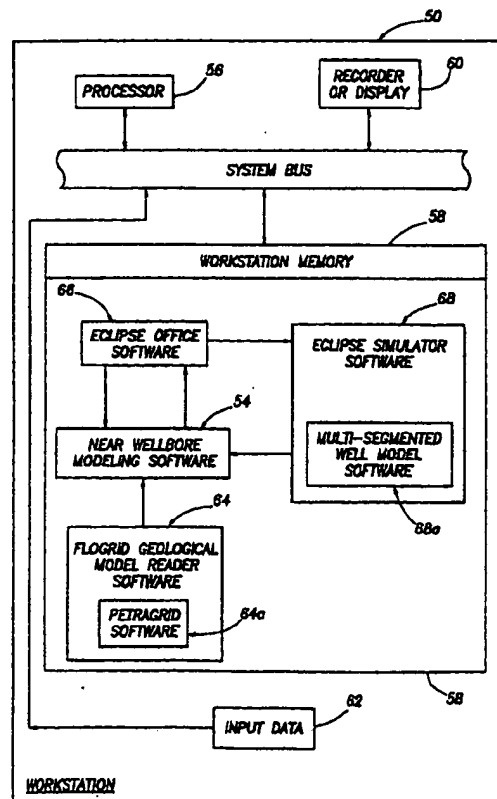 50
PROCESSOR
56
RECORDER
OR DISPLAY
60
SYSTEM BUS
58
WORKSTATION MEMORY
66
ECLIPSE OFFICE
SOFTWARE
68
ECLIPSE SIMULATOR
SOFTWARE
54
NEAR WELLBORE
MODELING SOFTWARE
MULTI-SEGMENTED
WELL MODEL
SOFTWARE
68a
64
FLOGRID GEOLOGICAL
MODEL READER
SOFTWARE
PETRAGRID
SOFTWARE
64a
58
INPUT DATA
62
WORKSTATION